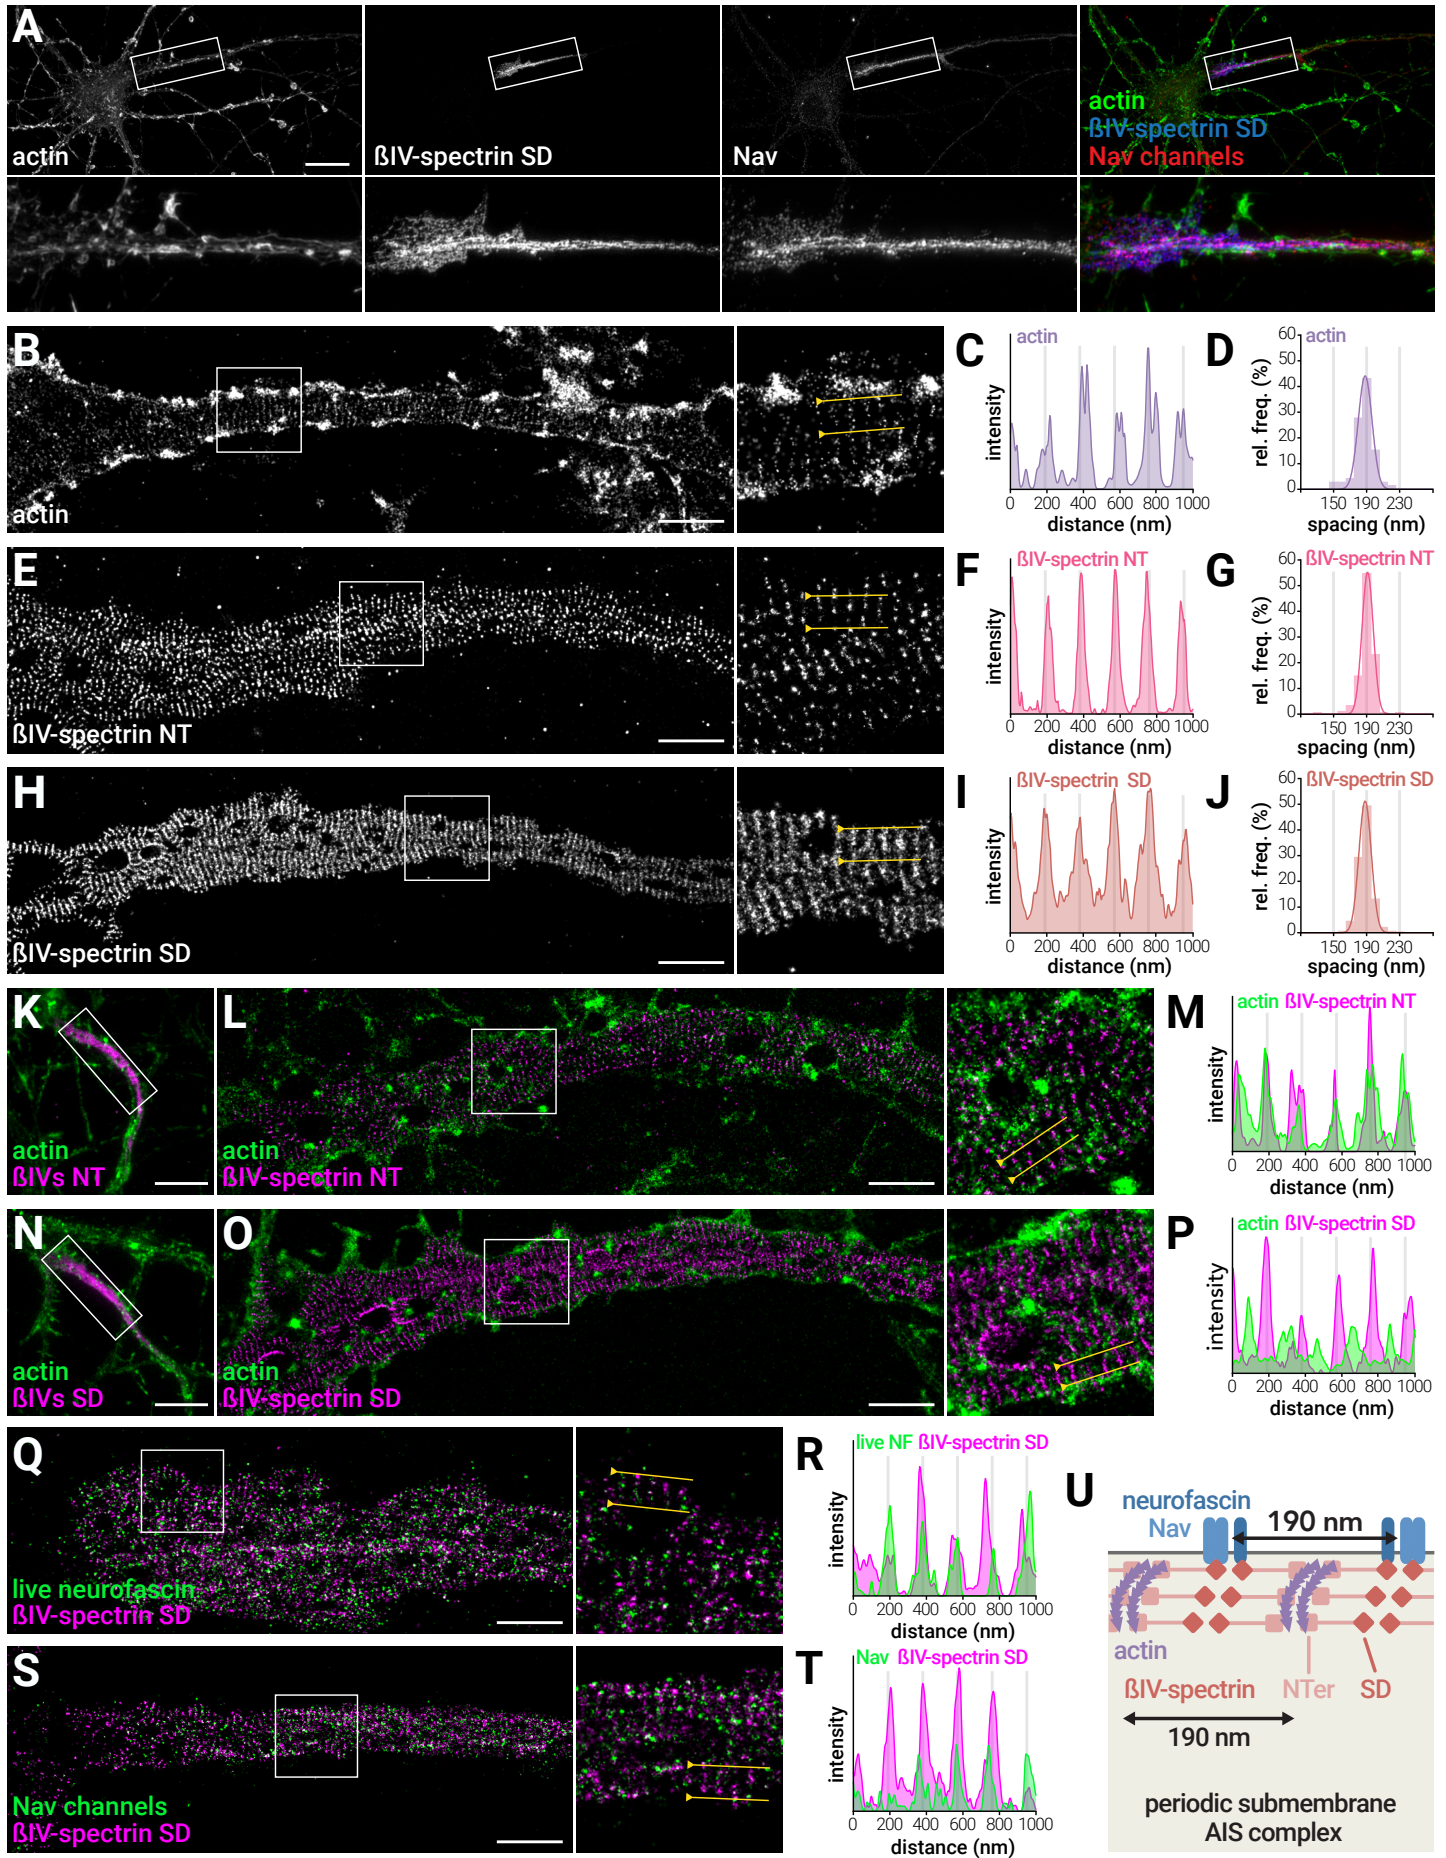 A
actin
ßIV-spectrin SD
Nav
actin
ßIV-spectrin SD
Nav channels
B
actin
C
actin
intensity
0 200 400 600 800 1000
distance (nm)
D
actin
rel. freq. (%)
60
50
40
30
20
10
0
150 190 230
spacing (nm)
E
ßIV-spectrin NT
F
ßIV-spectrin NT
intensity
0 200 400 600 800 1000
distance (nm)
G
ßIV-spectrin NT
rel. freq. (%)
60
50
40
30
20
10
0
150 190 230
spacing (nm)
H
ßIV-spectrin SD
I
ßIV-spectrin SD
intensity
0 200 400 600 800 1000
distance (nm)
J
ßIV-spectrin SD
rel. freq. (%)
60
50
40
30
20
10
0
150 190 230
spacing (nm)
K
actin
ßIVs NT
L
actin
ßIV-spectrin NT
M
actin ßIV-spectrin NT
intensity
0 200 400 600 800 1000
distance (nm)
N
actin
ßIVs SD
O
actin
ßIV-spectrin SD
P
actin ßIV-spectrin SD
intensity
0 200 400 600 800 1000
distance (nm)
Q
live neurofascin
ßIV-spectrin SD
R
live NF ßIV-spectrin SD
intensity
0 200 400 600 800 1000
distance (nm)
S
Nav channels
ßIV-spectrin SD
T
Nav ßIV-spectrin SD
intensity
0 200 400 600 800 1000
distance (nm)
U
neurofascin
Nav
190 nm
actin
ßIV-spectrin NTer SD
190 nm
periodic submembrane
AIS complex